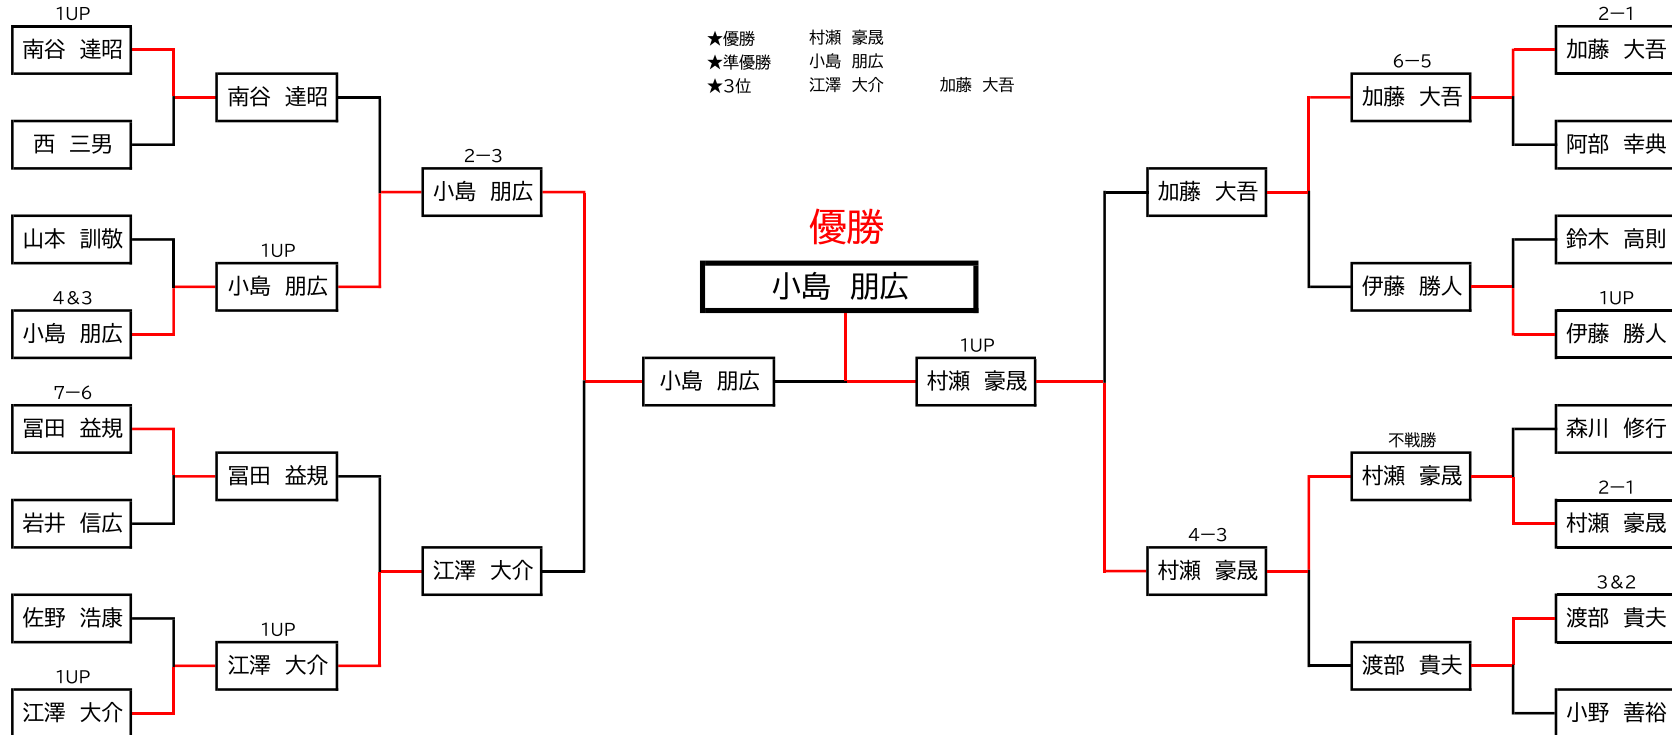 1UP
南谷 達昭
西 三男
山本 訓敬
4&3
小島 朋広
7−6
冨田 益規
岩井 信広
佐野 浩康
1UP
江澤 大介
南谷 達昭
1UP
小島 朋広
冨田 益規
1UP
江澤 大介
2−3
小島 朋広
江澤 大介
★優勝 村瀬 豪晟
★準優勝 小島 朋広
★3位 江澤 大介 加藤 大吾
優勝
小島 朋広
小島 朋広
1UP
村瀬 豪晟
加藤 大吾
4−3
村瀬 豪晟
6−5
加藤 大吾
伊藤 勝人
不戦勝
村瀬 豪晟
渡部 貴夫
2−1
加藤 大吾
阿部 幸典
鈴木 高則
1UP
伊藤 勝人
森川 修行
2−1
村瀬 豪晟
3&2
渡部 貴夫
小野 善裕